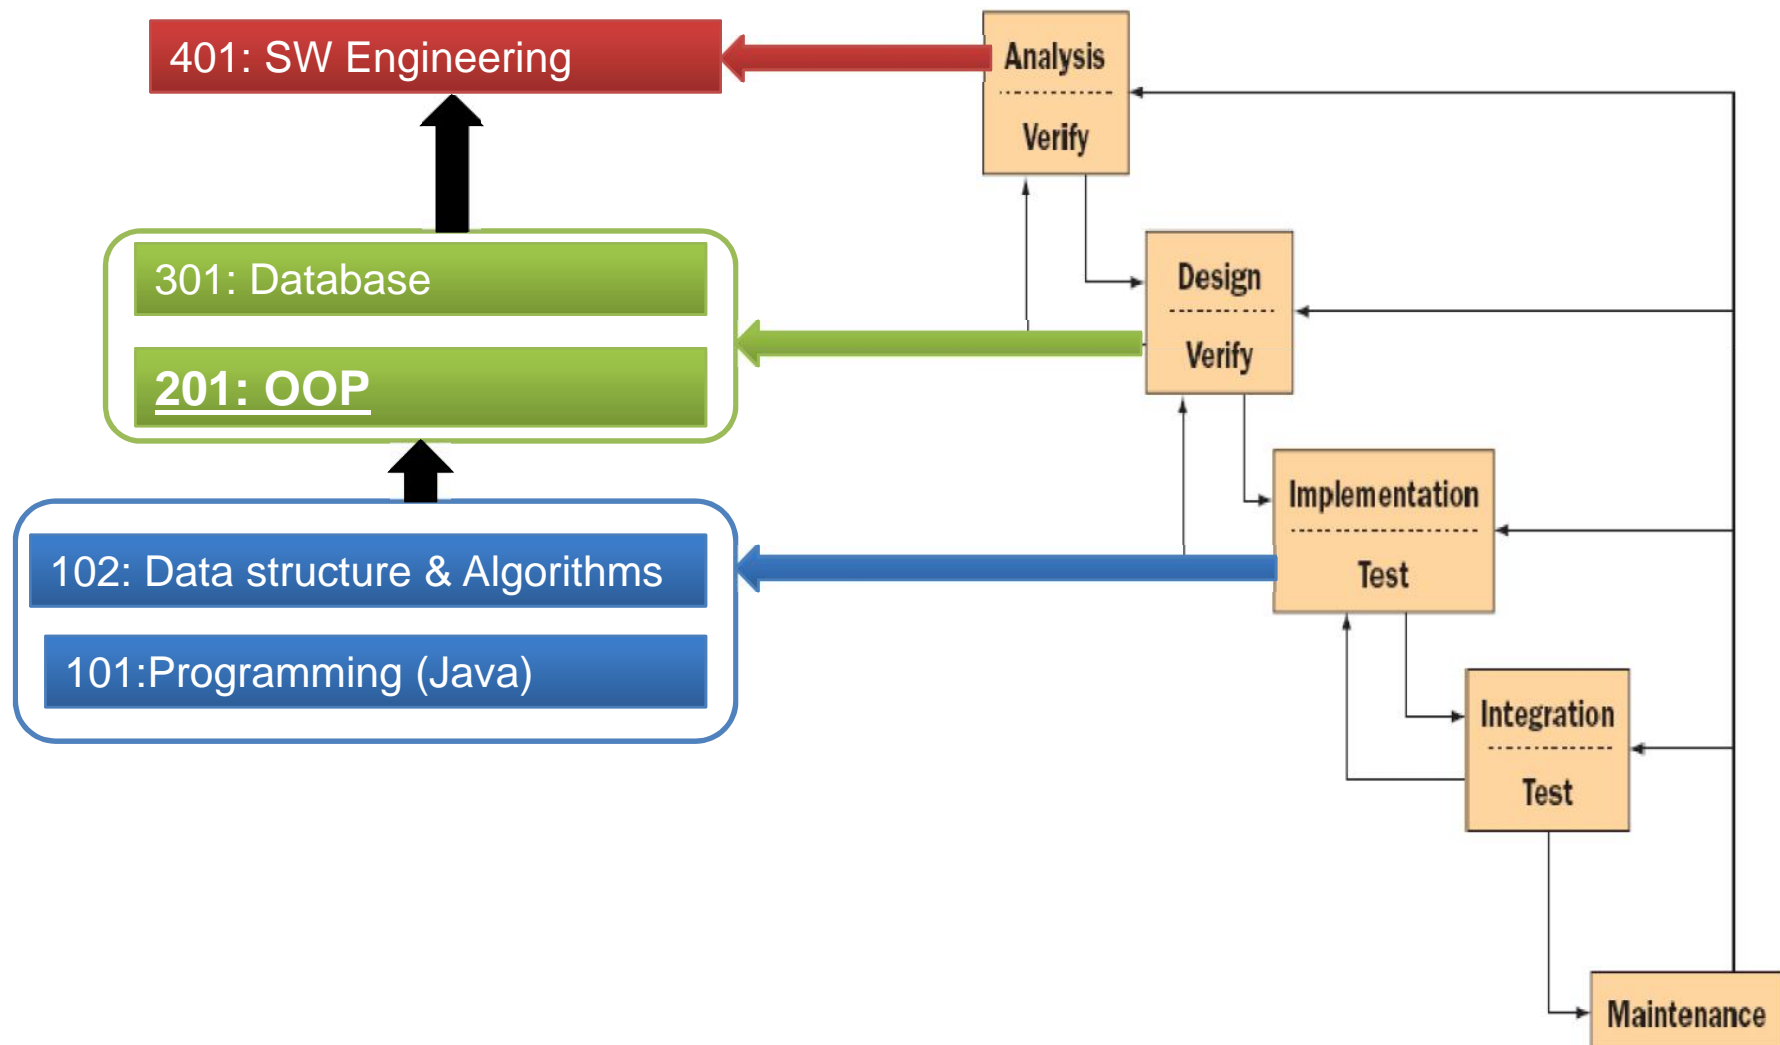 401: SW Engineering
301: Database
201: OOP
102: Data structure & Algorithms
101:Programming (Java)
Analysis
Verify
Design
Verify
Implementation
Test
Integration
Test
Maintenance